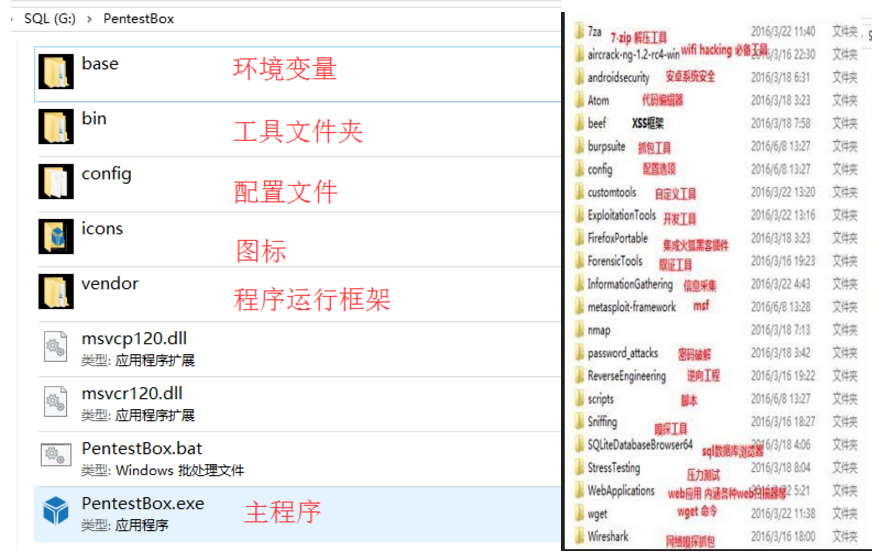 SQL (G:) > PentestBox
base 环境变量
bin 工具文件夹
config 配置文件
icons 图标
vendor 程序运行框架
msvcp120.dll
类型: 应用程序扩展
msvcr120.dll
类型: 应用程序扩展
PentestBox.bat
类型: Windows 批处理文件
PentestBox.exe 主程序
类型: 应用程序
7za 7-zip 解压工具 2016/3/22 11:40 文件夹
aircrack-ng-1.2-rc4-win wifi hacking 必备工具 /3/16 22:30 文件夹
androidsecurity 安卓系统安全 2016/3/18 6:31 文件夹
Atom 代码编辑器 2016/3/18 3:23 文件夹
beef XSS框架 2016/3/18 7:58 文件夹
burpsuite 抓包工具 2016/6/8 13:27 文件夹
config 配置选项 2016/6/8 13:27 文件夹
customtools 自定义工具 2016/3/22 13:20 文件夹
ExploitationTools 开发工具 2016/3/22 13:16 文件夹
FirefoxPortable 集成火狐黑客插件 2016/3/18 3:23 文件夹
ForensicTools 取证工具 2016/3/16 19:23 文件夹
InformationGathering 信息采集 2016/3/22 4:43 文件夹
metasploit-framework msf 2016/6/8 13:28 文件夹
nmap 2016/3/18 7:13 文件夹
password_attacks 密码破解 2016/3/18 3:42 文件夹
ReverseEngineering 逆向工程 2016/3/16 19:22 文件夹
scripts 脚本 2016/6/8 13:27 文件夹
Sniffing 嗅探工具 2016/3/16 18:27 文件夹
SQLiteDatabaseBrowser64 sql数据库浏览器 /3/18 4:06 文件夹
StressTesting 压力测试 2016/3/18 8:04 文件夹
WebApplications web应用 内涵各种web扫描器等 5:21 文件夹
wget wget 命令 2016/3/22 11:38 文件夹
Wireshark 网络嗅探抓包 2016/3/16 18:00 文件夹